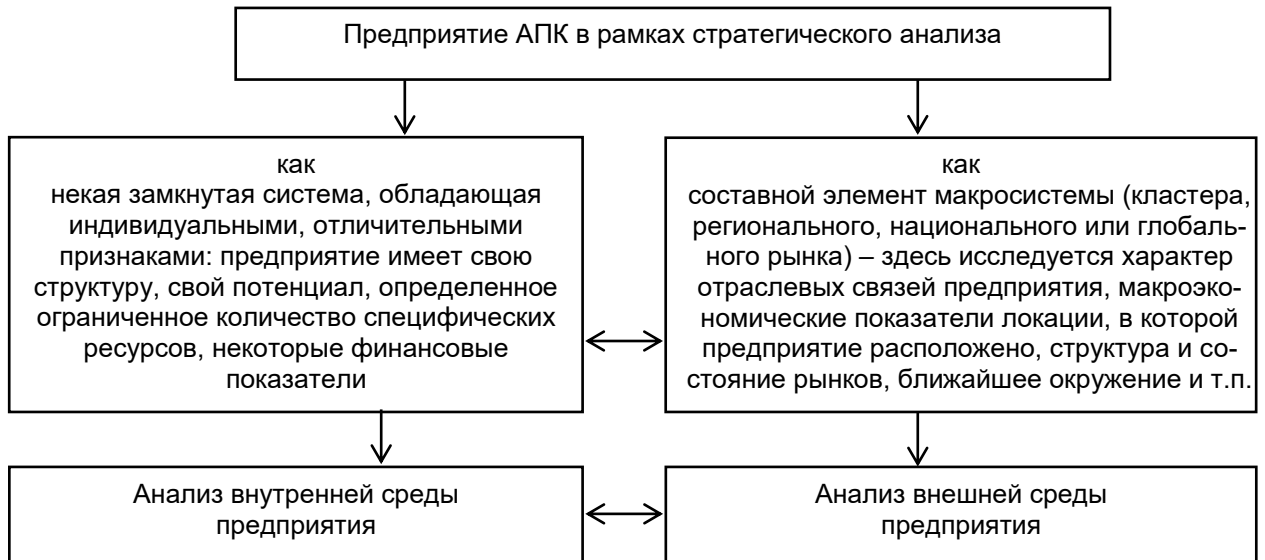 Предприятие АПК в рамках стратегического анализа
как
некая замкнутая система, обладающая
индивидуальными, отличительными
признаками: предприятие имеет свою
структуру, свой потенциал, определенное
ограниченное количество специфических
ресурсов, некоторые финансовые
показатели
как
составной элемент макросистемы (кластера,
регионального, национального или глобаль-
ного рынка) – здесь исследуется характер
отраслевых связей предприятия, макроэко-
номические показатели локации, в которой
предприятие расположено, структура и со-
стояние рынков, ближайшее окружение и т.п.
Анализ внутренней среды
предприятия
Анализ внешней среды
предприятия